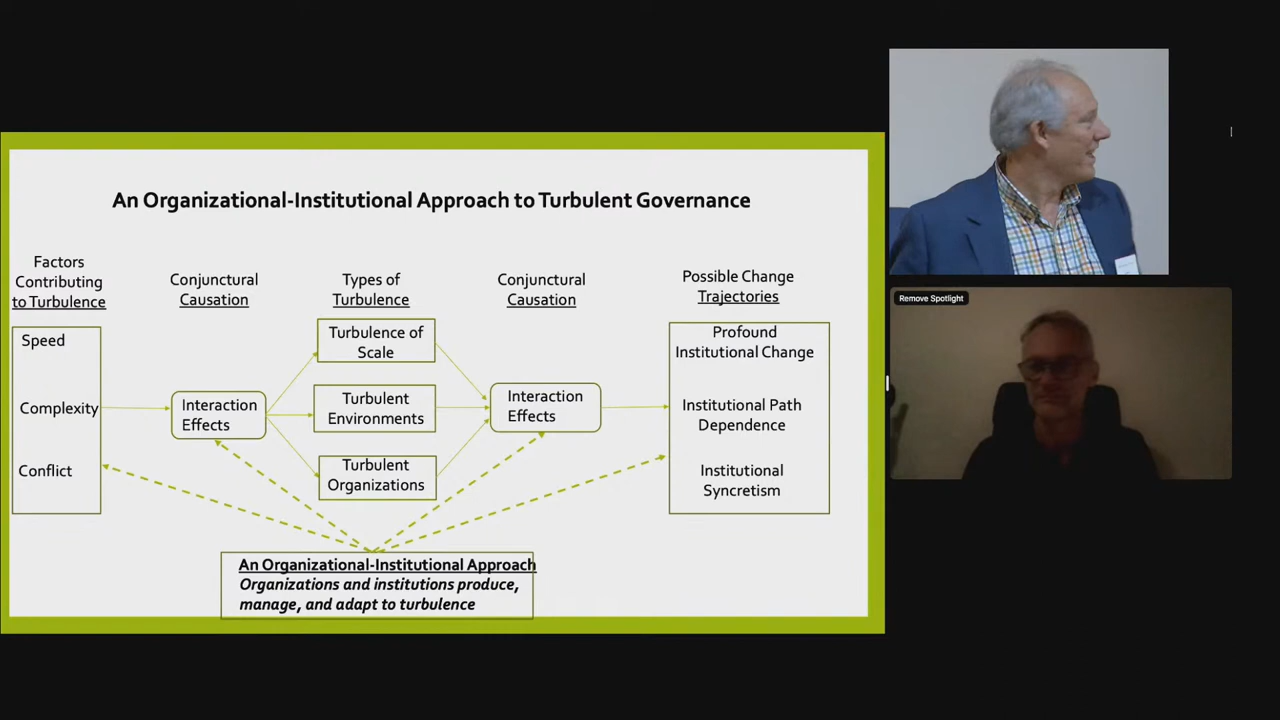 An Organizational-Institutional Approach to Turbulent Governance
Factors
Contributing
to Turbulence
Conjunctural
Causation
Types of
Turbulence
Conjunctural
Causation
Possible Change
Trajectories
Speed
Complexity
Conflict
Interaction
Effects
Turbulence of
Scale
Turbulent
Environments
Turbulent
Organizations
Interaction
Effects
Profound
Institutional Change
Institutional Path
Dependence
Institutional
Syncretism
An Organizational-Institutional Approach
Organizations and institutions produce,
manage, and adapt to turbulence
Remove Spotlight